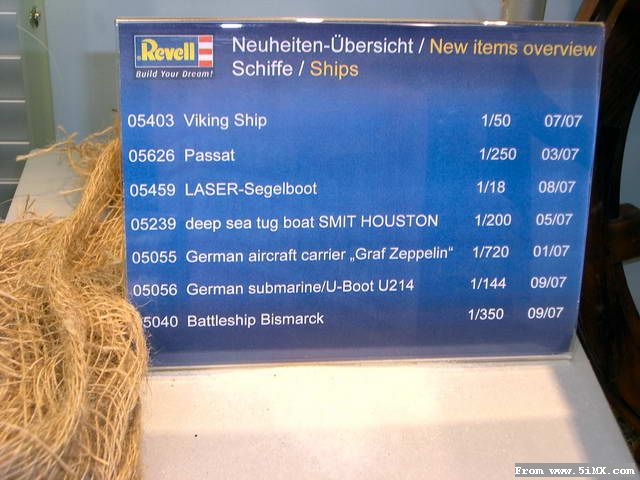 Revell
Build Your Dream!
Neuheiten-Übersicht / New items overview
Schiffe / Ships
05403 Viking Ship 1/50 07/07
05626 Passat 1/250 03/07
05459 LASER-Segelboot 1/18 08/07
05239 deep sea tug boat SMIT HOUSTON 1/200 05/07
05055 German aircraft carrier „Graf Zeppelin“ 1/720 01/07
05056 German submarine/U-Boot U214 1/144 09/07
5040 Battleship Bismarck 1/350 09/07
From www.5iMX.com